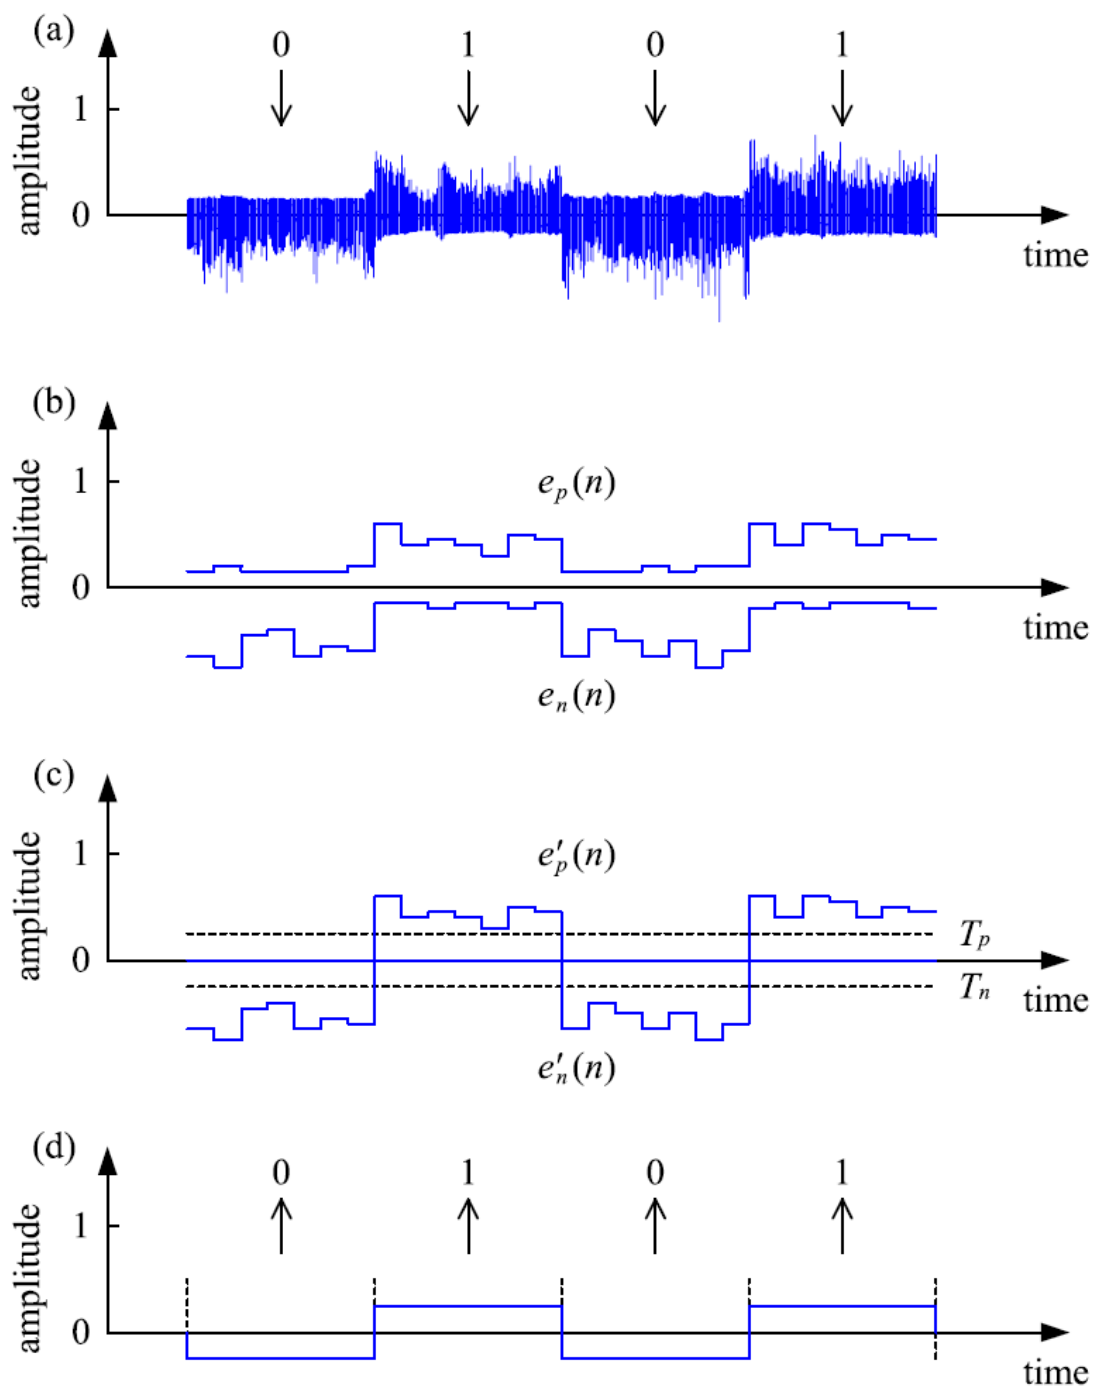 (a)
0 1 0 1
amplitude
1
0
time
(b)
amplitude
1
e_p(n)
0
time
e_n(n)
(c)
amplitude
1
e′_p(n)
T_p
0
T_n
time
e′_n(n)
(d)
0 1 0 1
amplitude
1
0
time